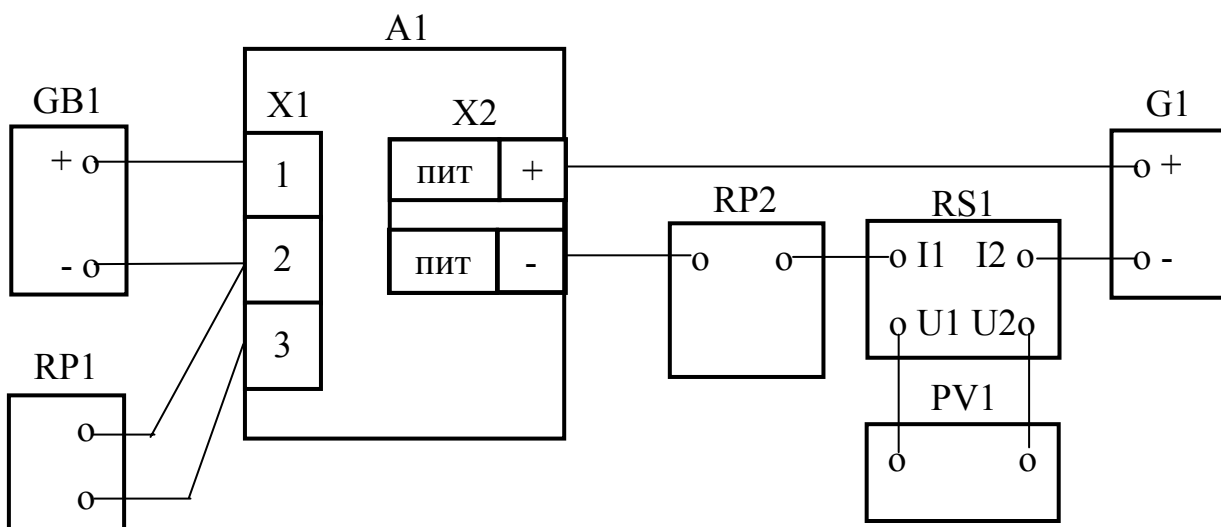 A1
GB1
X1
X2
G1
+ o
1
пит
+
o +
RP2
RS1
- o
2
пит
-
o
o
o I1
I2 o
o -
3
o U1
U2o
RP1
PV1
o
o
o
o